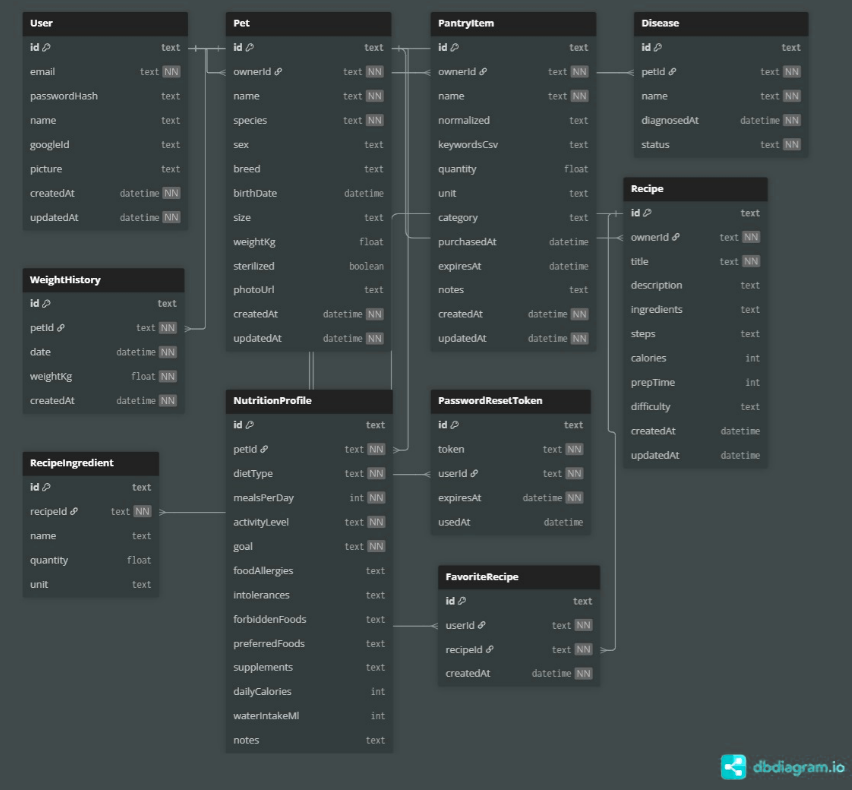 User
id text
email text NN
passwordHash text
name text
googleId text
picture text
createdAt datetime NN
updatedAt datetime NN
Pet
id text
ownerId text NN
name text NN
species text NN
sex text
breed text
birthDate datetime
size text
weightKg float
sterilized boolean
photoUrl text
createdAt datetime NN
updatedAt datetime NN
PantryItem
id text
ownerId text NN
name text NN
normalized text
keywordsCsv text
quantity float
unit text
category text
purchasedAt datetime
expiresAt datetime
notes text
createdAt datetime NN
updatedAt datetime NN
Disease
id text
petId text NN
name text NN
diagnosedAt datetime NN
status text NN
Recipe
id text
ownerId text NN
title text NN
description text
ingredients text
steps text
calories int
prepTime int
difficulty text
createdAt datetime
updatedAt datetime
WeightHistory
id text
petId text NN
date datetime NN
weightKg float NN
createdAt datetime NN
NutritionProfile
id text
petId text NN
dietType text NN
mealsPerDay int NN
activityLevel text NN
goal text NN
foodAllergies text
intolerances text
forbiddenFoods text
preferredFoods text
supplements text
dailyCalories int
waterIntakeMl int
notes text
PasswordResetToken
id text
token text NN
userId text NN
expiresAt datetime NN
usedAt datetime
RecipeIngredient
id text
recipeId text NN
name text
quantity float
unit text
FavoriteRecipe
id text
userId text NN
recipeId text NN
createdAt datetime NN
dbdiagram.io